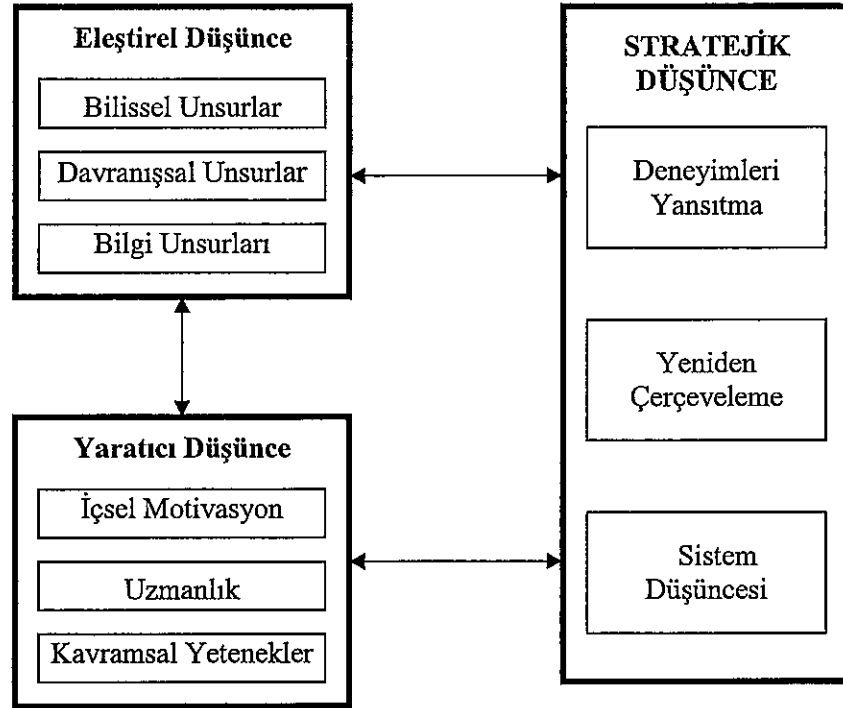 Eleştirel Düşünce
Bilissel Unsurlar
Davranışsal Unsurlar
Bilgi Unsurları
Yaratıcı Düşünce
İçsel Motivasyon
Uzmanlık
Kavramsal Yetenekler
STRATEJİK
DÜŞÜNCE
Deneyimleri
Yansıtma
Yeniden
Çerçeveleme
Sistem
Düşüncesi